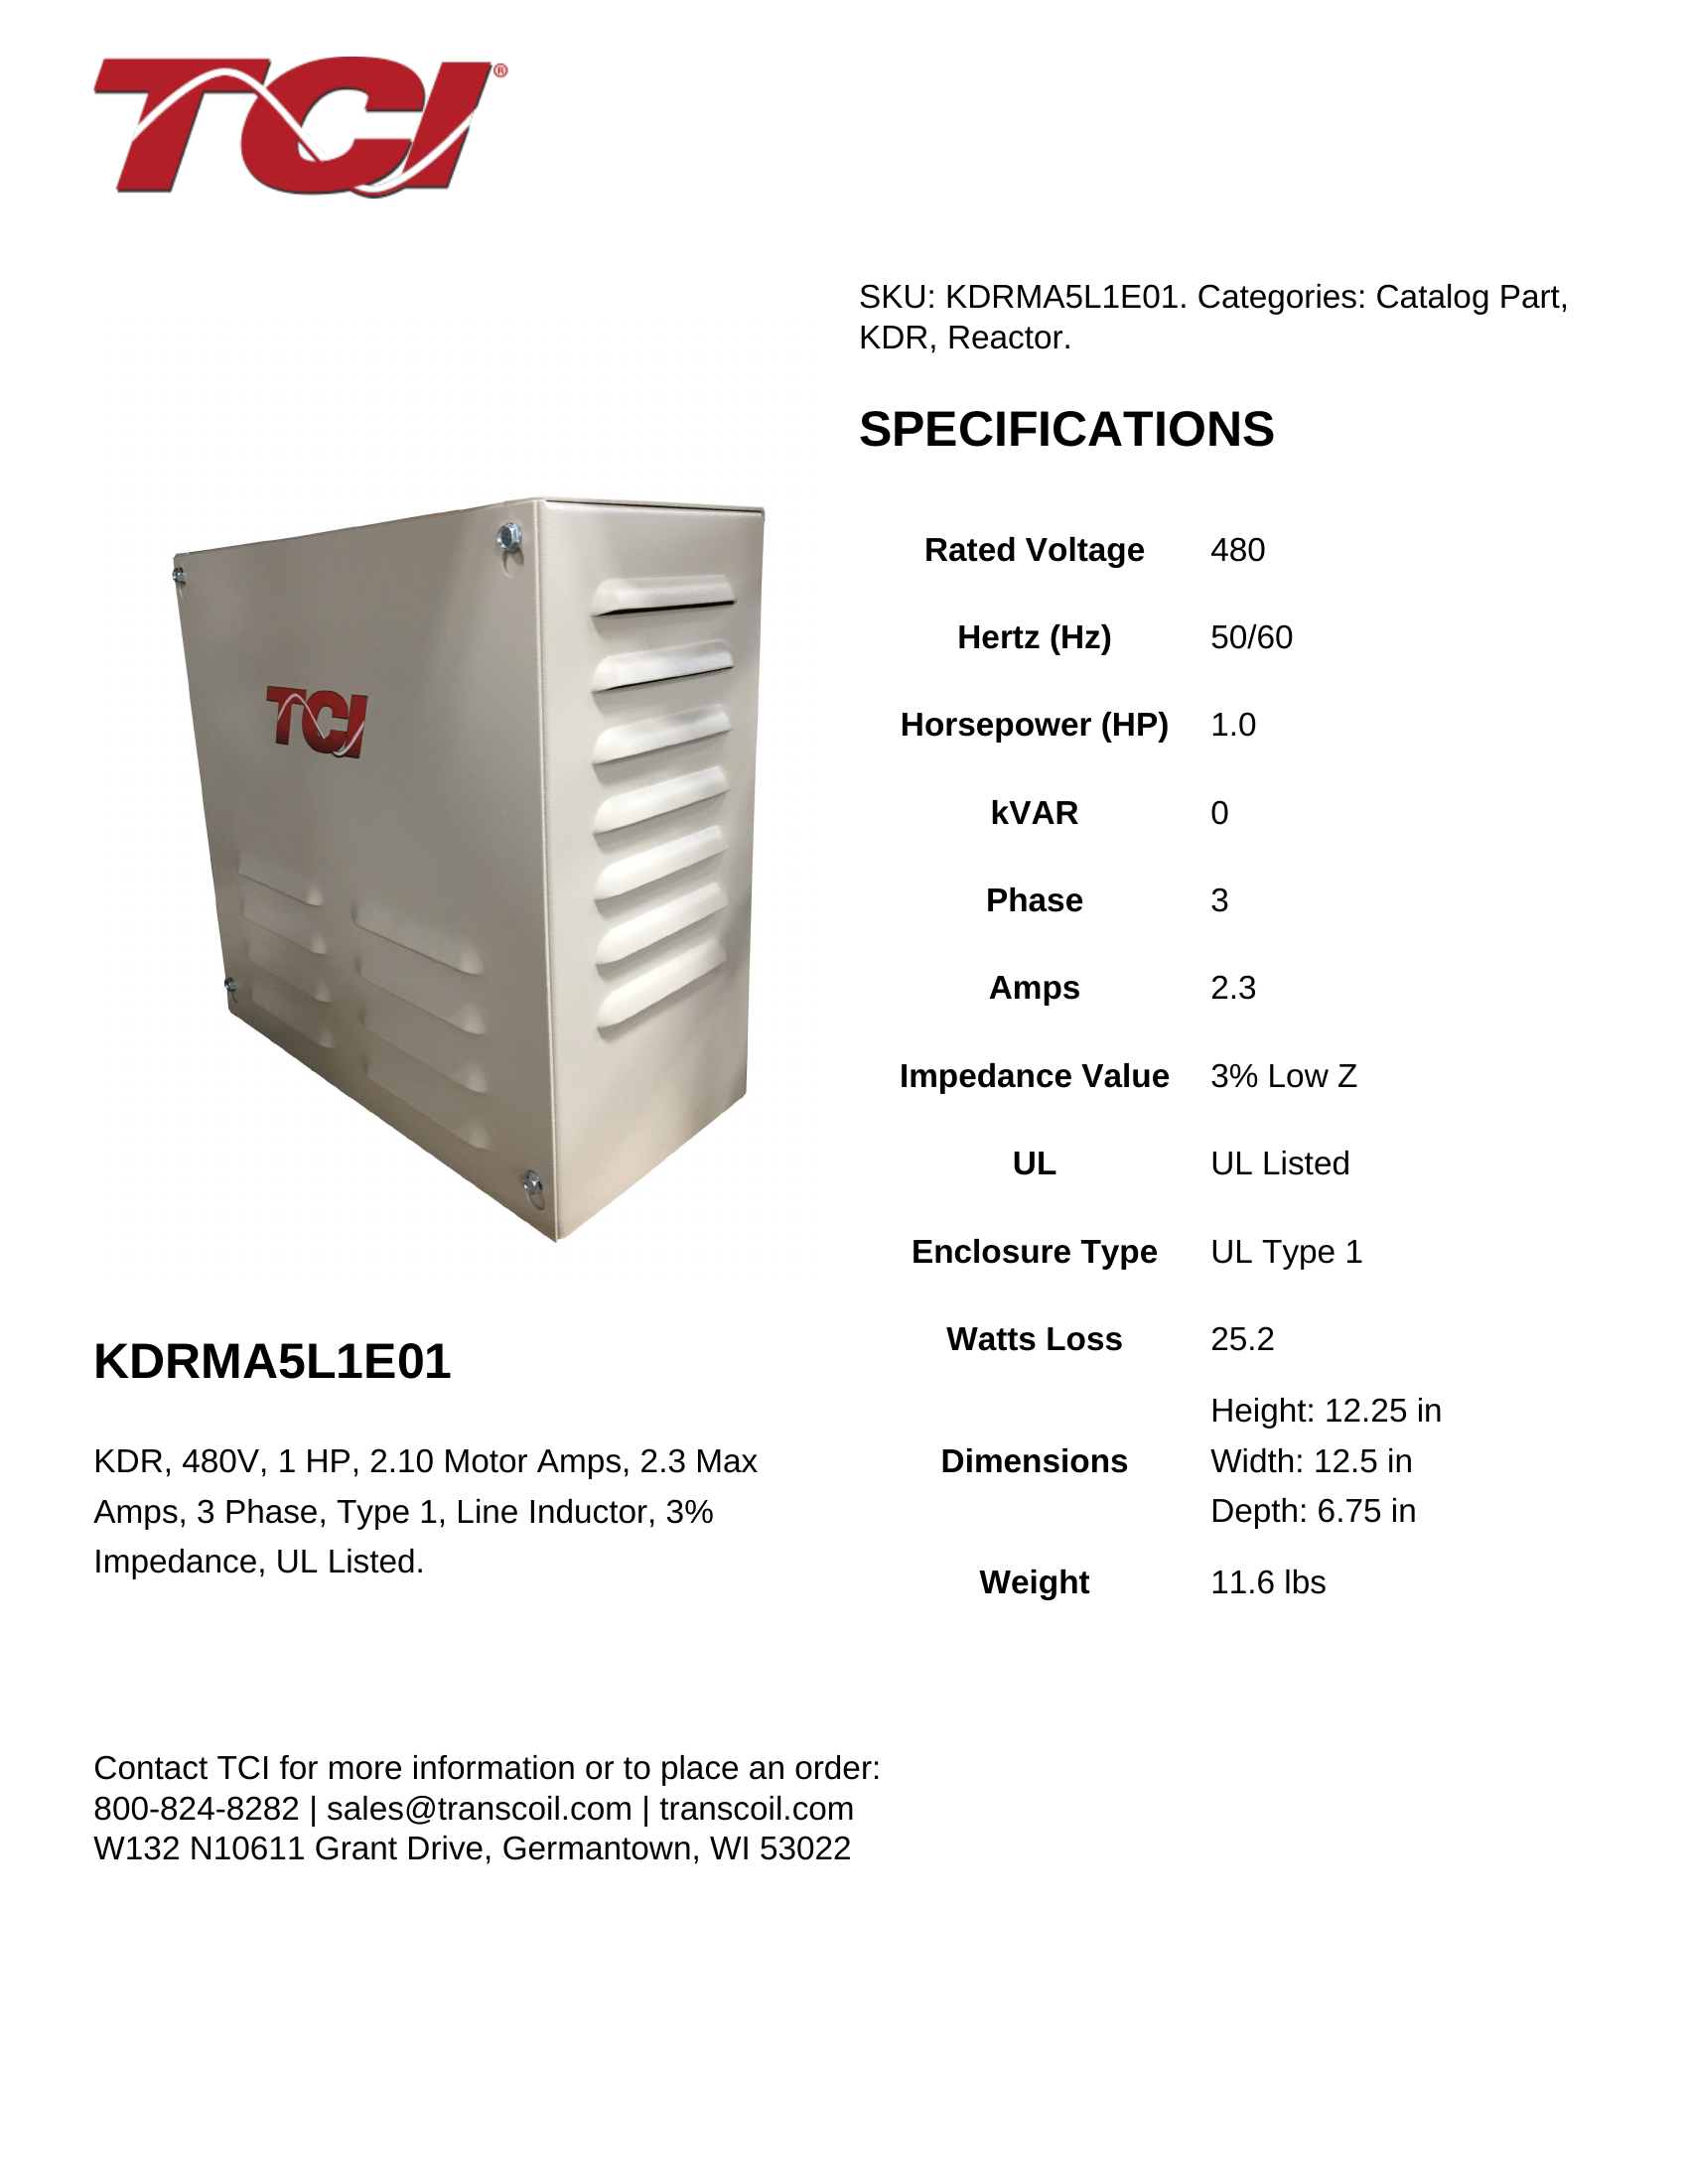 TCI®
SKU: KDRMA5L1E01. Categories: Catalog Part,
KDR, Reactor.
SPECIFICATIONS
Rated Voltage 480
Hertz (Hz) 50/60
Horsepower (HP) 1.0
kVAR 0
Phase 3
Amps 2.3
Impedance Value 3% Low Z
UL UL Listed
Enclosure Type UL Type 1
Watts Loss 25.2
Dimensions Height: 12.25 in
Width: 12.5 in
Depth: 6.75 in
Weight 11.6 lbs
TCI
KDRMA5L1E01
KDR, 480V, 1 HP, 2.10 Motor Amps, 2.3 Max
Amps, 3 Phase, Type 1, Line Inductor, 3%
Impedance, UL Listed.
Contact TCI for more information or to place an order:
800-824-8282 | sales@transcoil.com | transcoil.com
W132 N10611 Grant Drive, Germantown, WI 53022